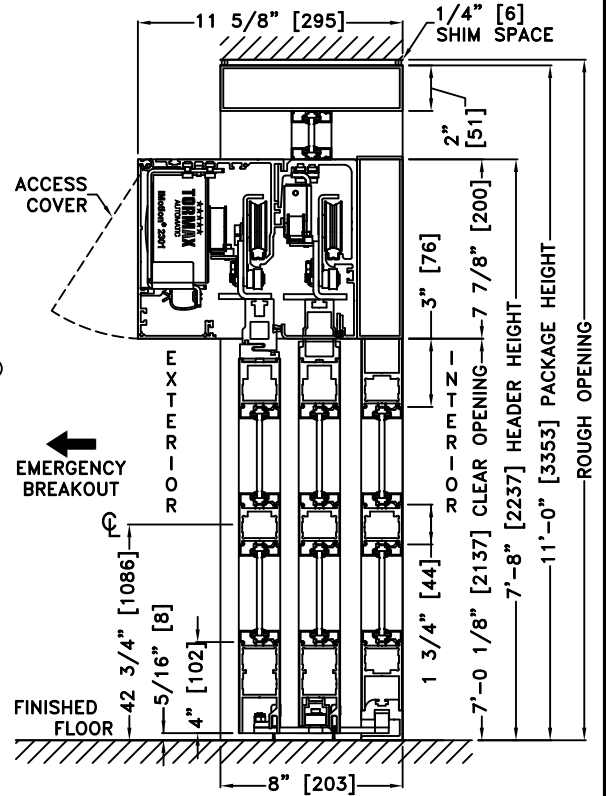 11 5/8" [295]
1/4" [6]
SHIM SPACE
2"
[51]
ACCESS
COVER
TORMAX
AUTOMATIC
iMotion® 2301
3" [76]
7 7/8" [200]
EXTERIOR
INTERIOR
EMERGENCY
BREAKOUT
℄
42 3/4" [1086]
5/16" [8]
4" [102]
1 3/4" [44]
7'-0 1/8" [2137] CLEAR OPENING
7'-8" [2237] HEADER HEIGHT
11'-0" [3353] PACKAGE HEIGHT
ROUGH OPENING
FINISHED
FLOOR
8" [203]